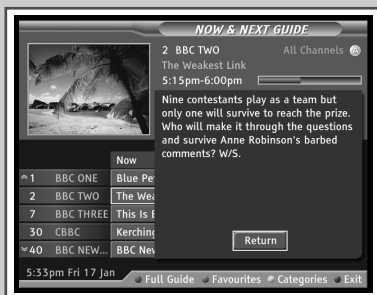 NOW & NEXT GUIDE
2 BBC TWO All Channels A
The Weakest Link
5:15pm-6:00pm
Nine contestants play as a team but
only one will survive to reach the prize.
Who will make it through the questions
and survive Anne Robinson's barbed
comments? W/S.
Return
Now
1 BBC ONE Blue Pe
2 BBC TWO The Wea
7 BBC THREE This Is
30 CBBC Kerching
40 BBC NEW... BBC Ne
5:33pm Fri 17 Jan
Full Guide Favourites Categories Exit